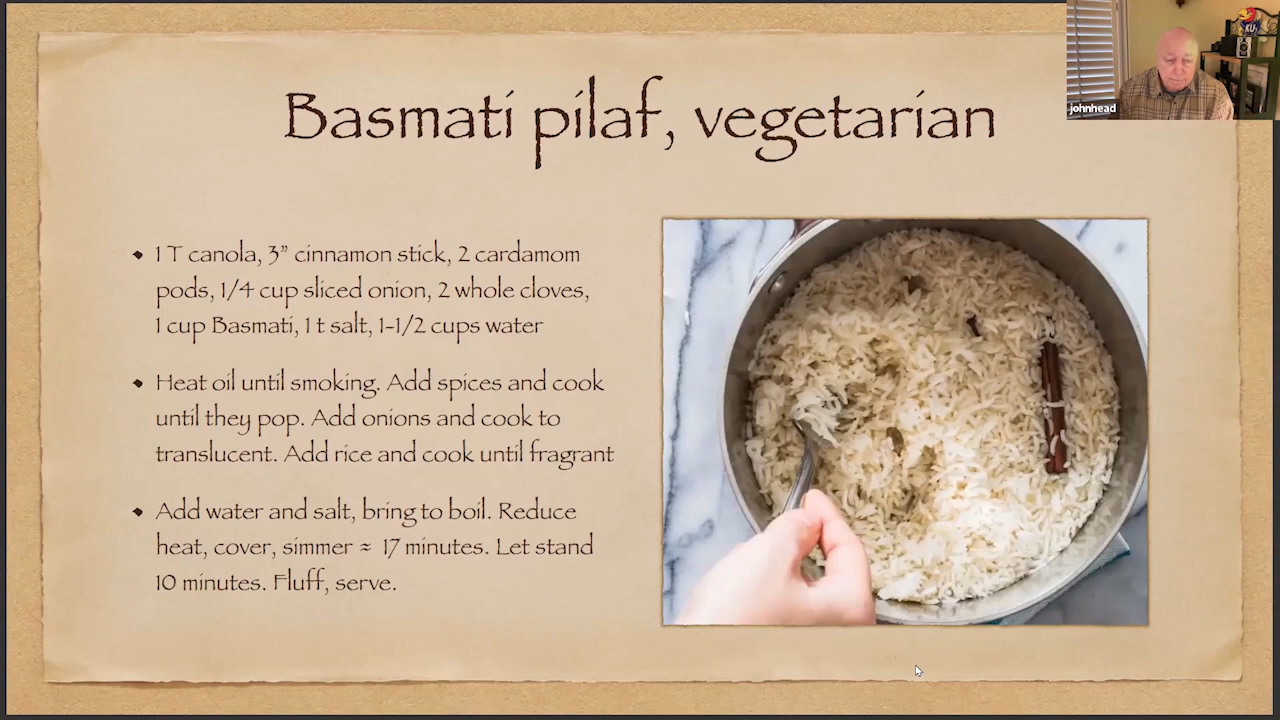 Basmati pilaf, vegetarian
1 T canola, 3” cinnamon stick, 2 cardamom
pods, 1/4 cup sliced onion, 2 whole cloves,
1 cup Basmati, 1 t salt, 1-1/2 cups water
Heat oil until smoking. Add spices and cook
until they pop. Add onions and cook to
translucent. Add rice and cook until fragrant
Add water and salt, bring to boil. Reduce
heat, cover, simmer ≈ 17 minutes. Let stand
10 minutes. Fluff, serve.
johnhead
KU